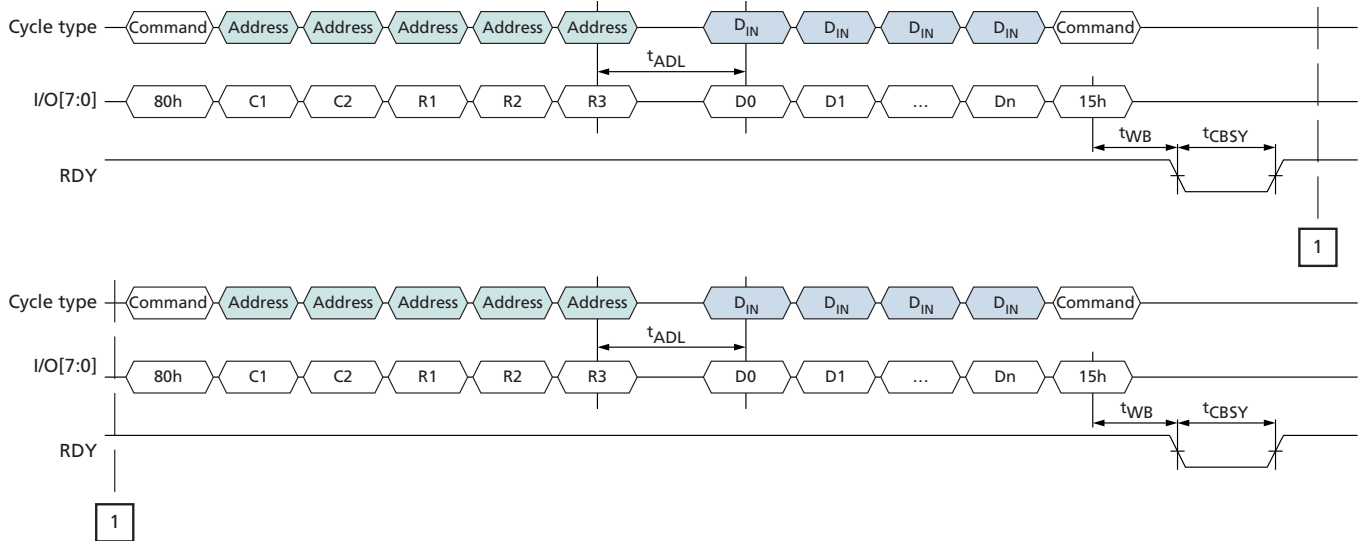 Cycle type Command Address Address Address Address Address DIN DIN DIN DIN Command
tADL
I/O[7:0] 80h C1 C2 R1 R2 R3 D0 D1 ... Dn 15h
tWB tCBSY
RDY
1
Cycle type Command Address Address Address Address Address DIN DIN DIN DIN Command
tADL
I/O[7:0] 80h C1 C2 R1 R2 R3 D0 D1 ... Dn 15h
tWB tCBSY
RDY
1